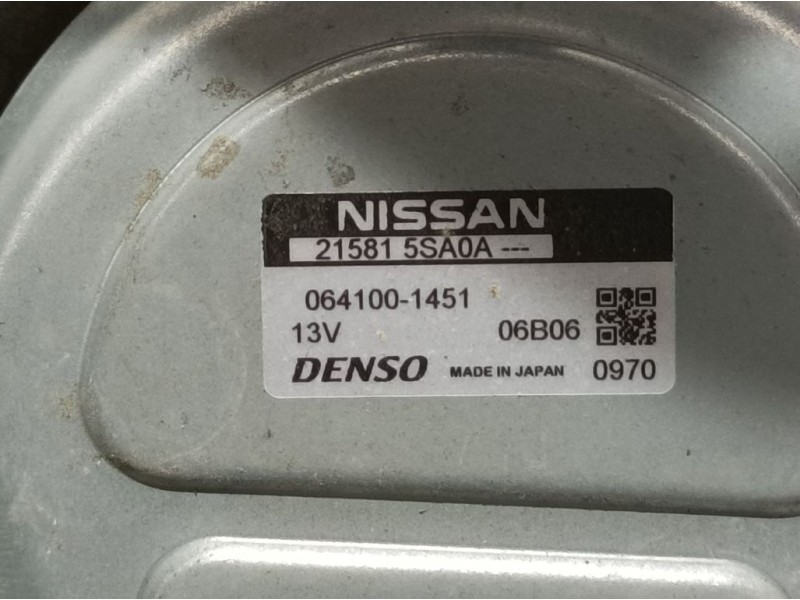 NISSAN
21581 5SA0A ---
064100-1451
13V 06B06
DENSO MADE IN JAPAN 0970